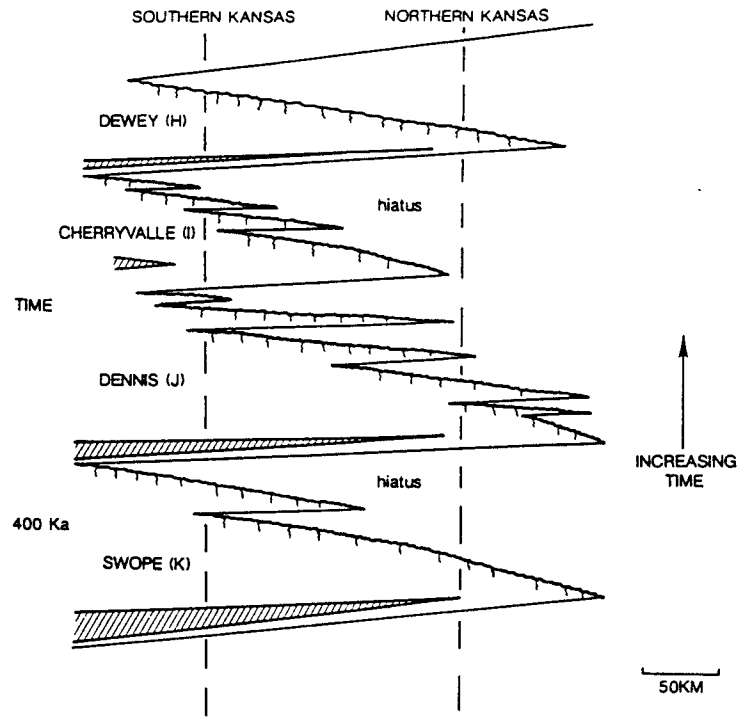 SOUTHERN KANSAS
NORTHERN KANSAS
DEWEY (H)
hiatus
CHERRYVALLE (I)
TIME
DENNIS (J)
INCREASING
TIME
hiatus
400 Ka
SWOPE (K)
50KM